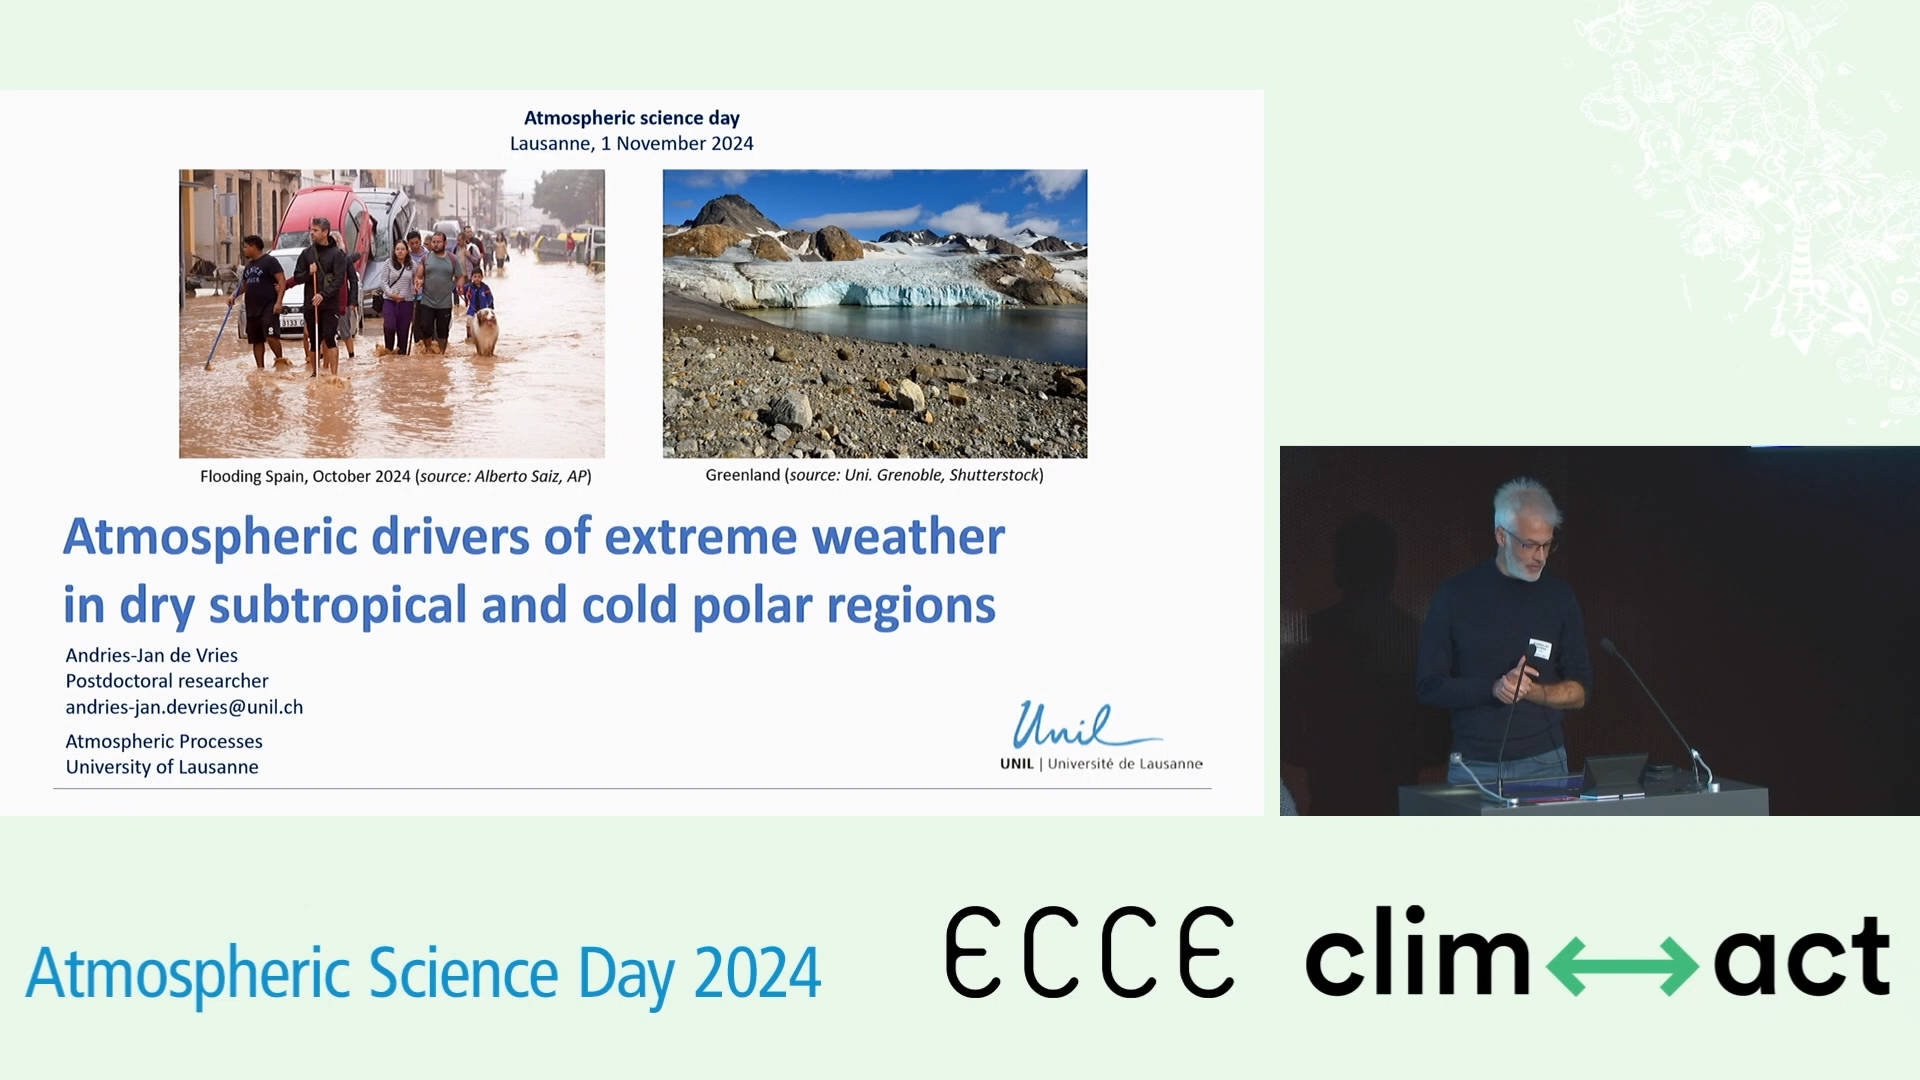 Atmospheric science day
Lausanne, 1 November 2024
Flooding Spain, October 2024 (source: Alberto Saiz, AP)
Greenland (source: Uni. Grenoble, Shutterstock)
Atmospheric drivers of extreme weather
in dry subtropical and cold polar regions
Andries-Jan de Vries
Postdoctoral researcher
andries-jan.devries@unil.ch
Atmospheric Processes
University of Lausanne
Unil
UNIL | Université de Lausanne
Atmospheric Science Day 2024
ECCE
clim act